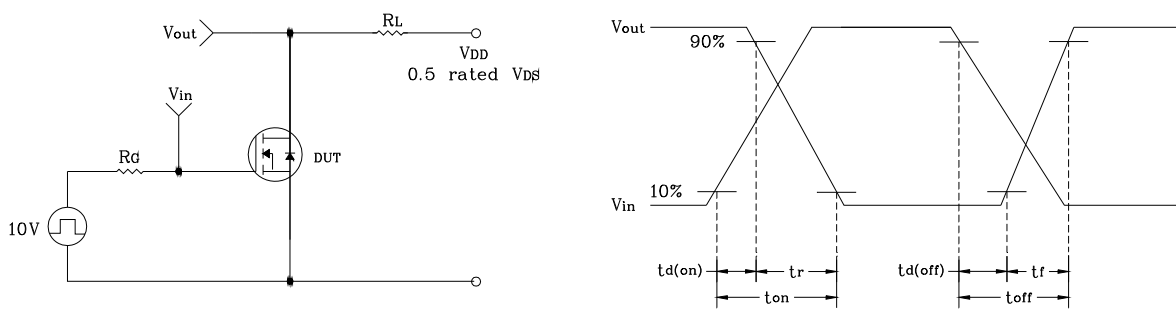 Vout
RL
VDD
0.5 rated VDS
Vin
RG
DUT
10V
Vout
90%
10%
Vin
td(on)
tr
td(off)
tf
ton
toff